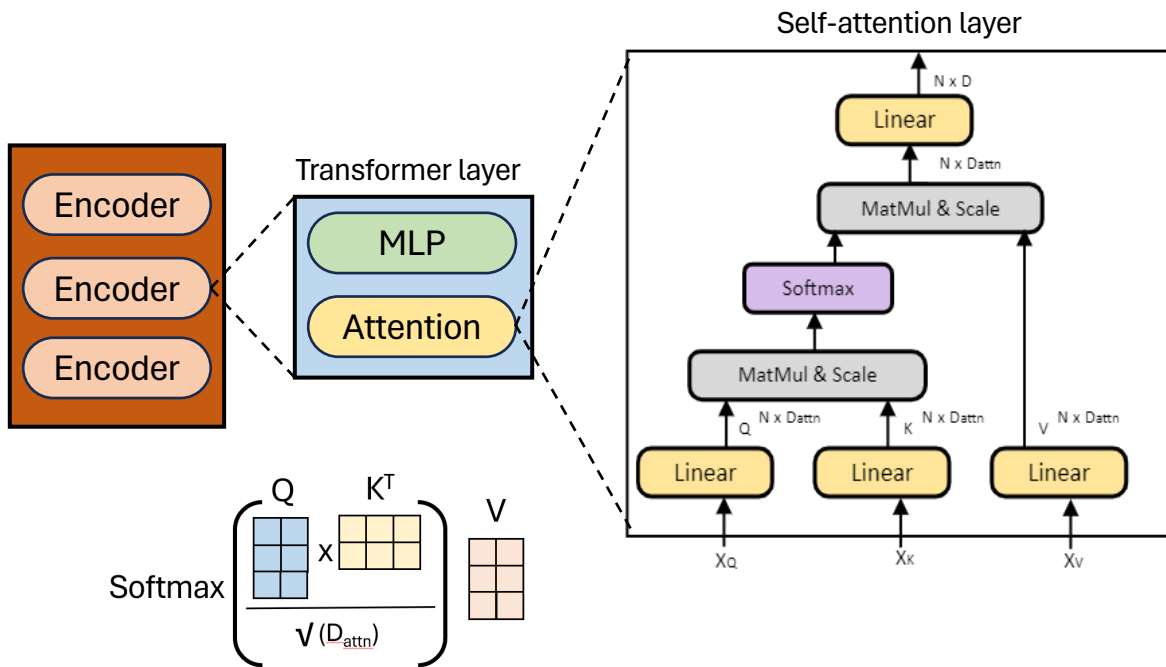 Self-attention layer
N x D
Linear
N x Dattn
MatMul & Scale
Softmax
MatMul & Scale
Q N x Dattn
K N x Dattn
V N x Dattn
Linear
Linear
Linear
XQ
XK
XV
Transformer layer
MLP
Attention
Encoder
Encoder
Encoder
Q
KT
V
x
Softmax
√ (Dattn)